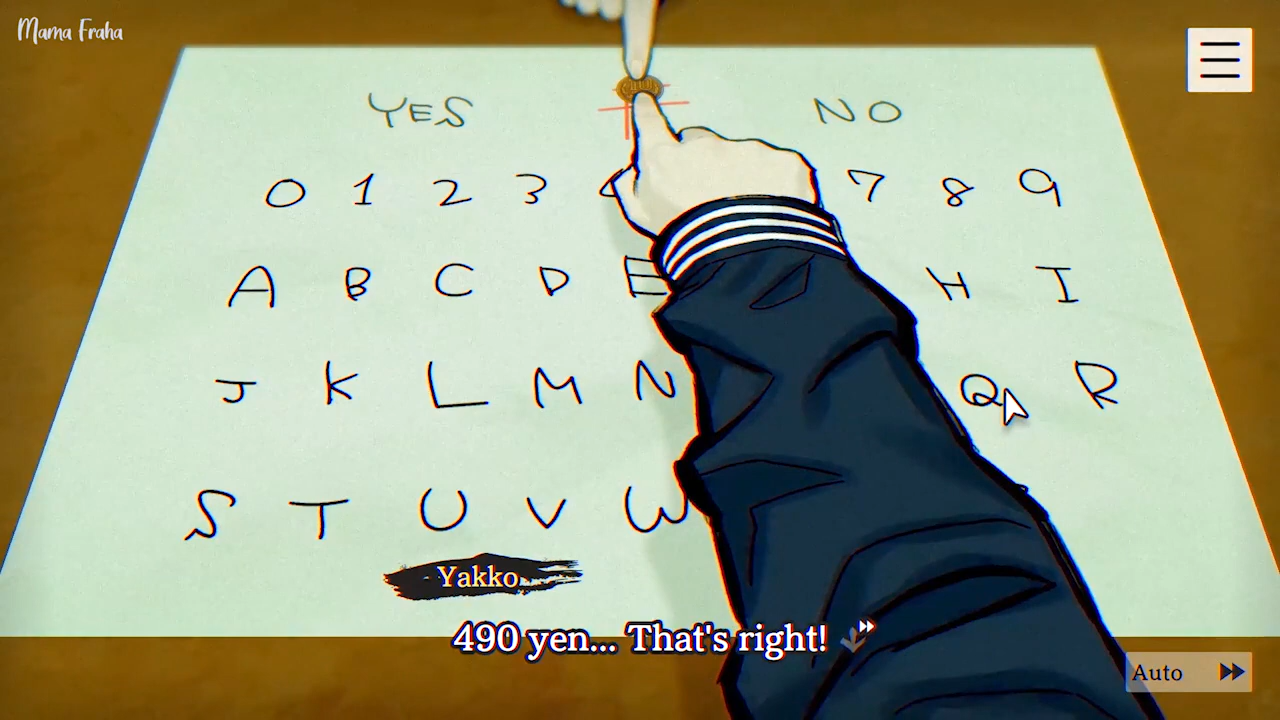 Mama Fraha
YES NO
0 1 2 3 7 8 9
A B C D E H I
J K L M N Q R
S T U V W
Yakko
490 yen... That's right!
Auto